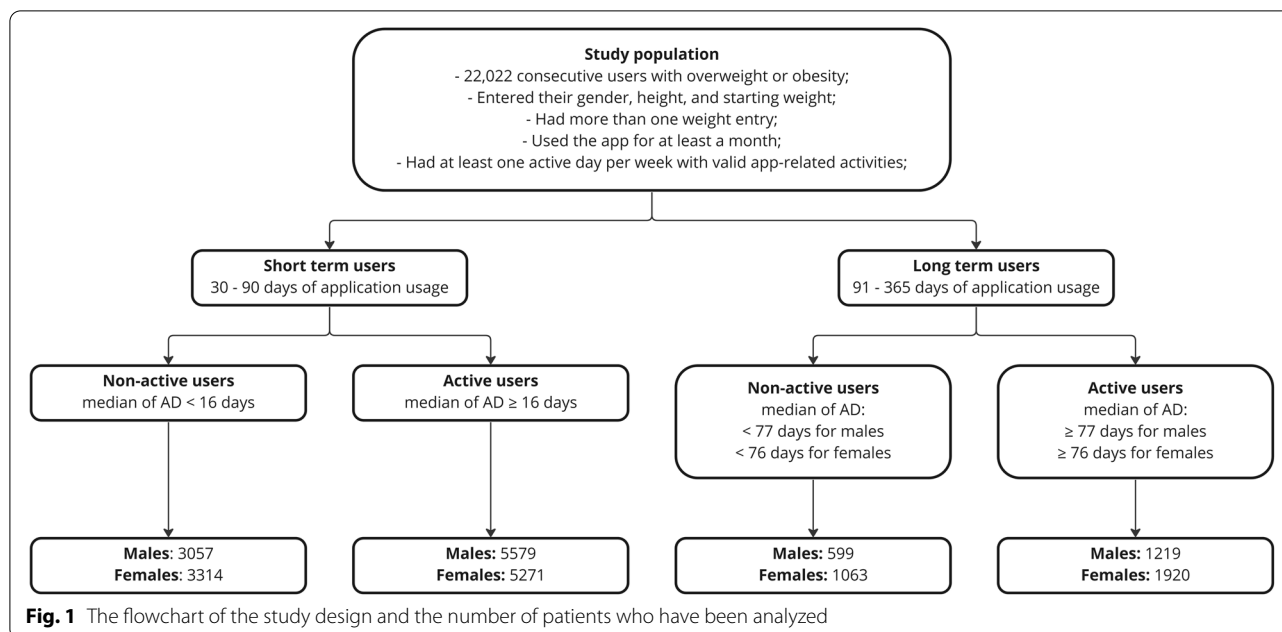 Study population
- 22,022 consecutive users with overweight or obesity;
- Entered their gender, height, and starting weight;
- Had more than one weight entry;
- Used the app for at least a month;
- Had at least one active day per week with valid app-related activities;
Short term users
30 - 90 days of application usage
Long term users
91 - 365 days of application usage
Non-active users
median of AD < 16 days
Active users
median of AD ≥ 16 days
Non-active users
median of AD:
< 77 days for males
< 76 days for females
Active users
median of AD:
≥ 77 days for males
≥ 76 days for females
Males: 3057
Females: 3314
Males: 5579
Females: 5271
Males: 599
Females: 1063
Males: 1219
Females: 1920
Fig. 1 The flowchart of the study design and the number of patients who have been analyzed